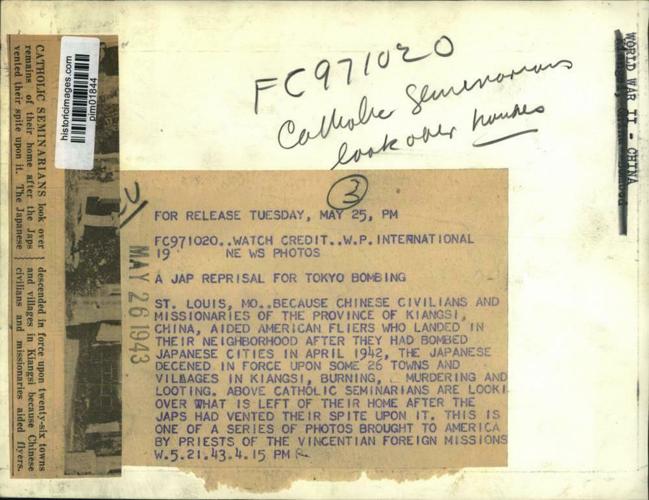 CATHOLIC SEMINARIANS look over
remains of their home after the Japs
vented their spite upon it. The Japanese
descended in force upon twenty-six towns
and villages in Kiangsi because Chinese
civilians and missionaries aided flyers.
historicimages.com
plm01844
FC971020
Catholic Seminarians
look over
WORLD WAR II - CHINA
3
FOR RELEASE TUESDAY, MAY 25, PM
FC971020..WATCH CREDIT..W.P. INTERNATIONAL
19 NE WS PHOTOS
A JAP REPRISAL FOR TOKYO BOMBING
ST. LOUIS, MO..BECAUSE CHINESE CIVILIANS AND
MISSIONARIES OF THE PROVINCE OF KIANGSI,
CHINA, AIDED AMERICAN FLIERS WHO LANDED IN
THEIR NEIGHBORHOOD AFTER THEY HAD BOMBED
JAPANESE CITIES IN APRIL 1942, THE JAPANESE
DECENED IN FORCE UPON SOME 26 TOWNS AND
VILLAGES IN KIANGSI, BURNING, MURDERING AND
LOOTING. ABOVE CATHOLIC SEMINARIANS ARE LOOKI
OVER WHAT IS LEFT OF THEIR HOME AFTER THE
JAPS HAD VENTED THEIR SPITE UPON IT. THIS IS
ONE OF A SERIES OF PHOTOS BROUGHT TO AMERICA
BY PRIESTS OF THE VINCENTIAN FOREIGN MISSIONS
W.5.21.43.4.15 PM
MAY 26 1943